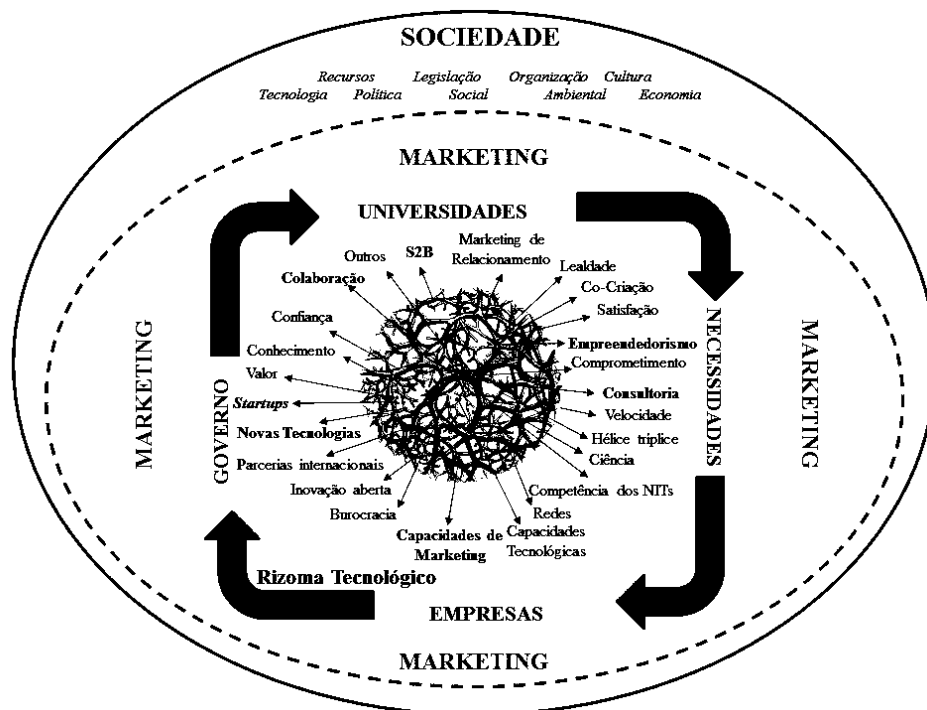 SOCIEDADE
Recursos Legislação Organização Cultura
Tecnologia Política Social Ambiental Economia
MARKETING
UNIVERSIDADES
S2B
Marketing de
Relacionamento
Outros
Colaboração
Lealdade
Co-Criação
Satisfação
Confiança
Empreendedorismo
Conhecimento
Comprometimento
Valor
Consultoria
Startups
Velocidade
Novas Tecnologias
Hélice triplice
Parcerias internacionais
Ciência
Inovação aberta
Competência dos NITs
Burocracia
Redes
Capacidades de
Marketing
Capacidades
Tecnológicas
MARKETING
GOVERNO
NECESSIDADES
MARKETING
Rizoma Tecnológico
EMPRESAS
MARKETING